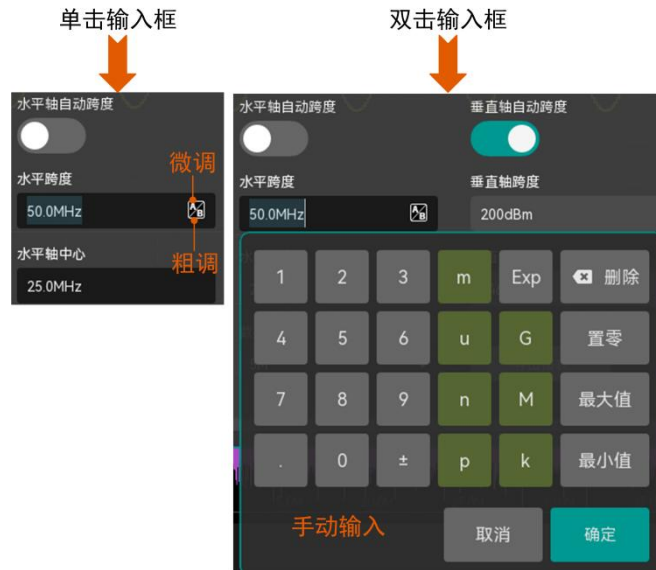 单击输入框
双击输入框
水平轴自动跨度
微调
水平跨度
50.0MHz
A/B
粗调
水平轴中心
25.0MHz
水平轴自动跨度
垂直轴自动跨度
水平跨度
垂直轴跨度
50.0MHz
A/B
200dBm
1 2 3 m Exp 删除
4 5 6 u G 置零
7 8 9 n M 最大值
. 0 ± p k 最小值
手动输入
取消
确定